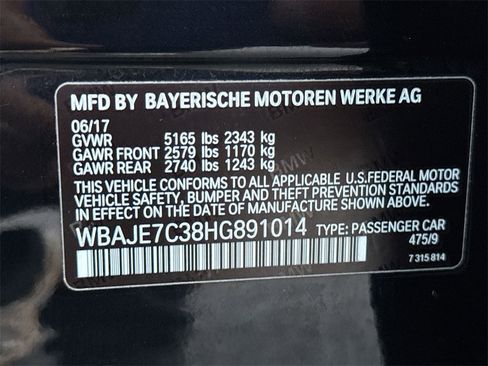 MFD BY BAYERISCHE MOTOREN WERKE AG
06/17
GVWR 5165 lbs 2343 kg
GAWR FRONT 2579 lbs 1170 kg
GAWR REAR 2740 lbs 1243 kg
THIS VEHICLE CONFORMS TO ALL APPLICABLE U.S.FEDERAL MOTOR
VEHICLE SAFETY, BUMPER, AND THEFT PREVENTION STANDARDS
IN EFFECT ON THE DATE OF MANUFACTURE SHOWN ABOVE.
WBAJE7C38HG891014 TYPE: PASSENGER CAR
475/9
7 315 814